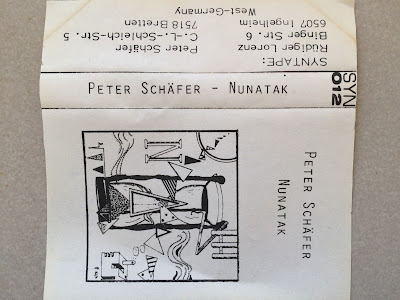 SYNTAPE:
Rüdiger Lorenz Peter Schäfer
Binger Str. 6 C.-L.-Schleich-Str. 5
6507 Ingelheim 7518 Bretten
West-Germany
PETER SCHÄFER - NUNATAK
SYN
012
PETER SCHÄFER
NUNATAK